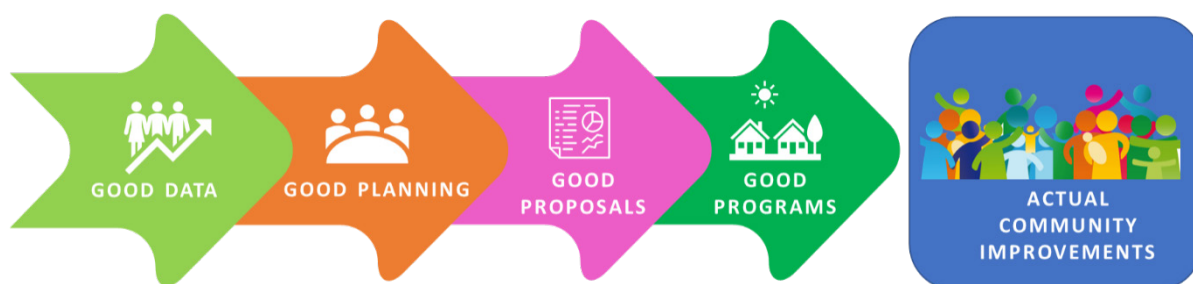 GOOD DATA
GOOD PLANNING
GOOD
PROPOSALS
GOOD
PROGRAMS
ACTUAL
COMMUNITY
IMPROVEMENTS